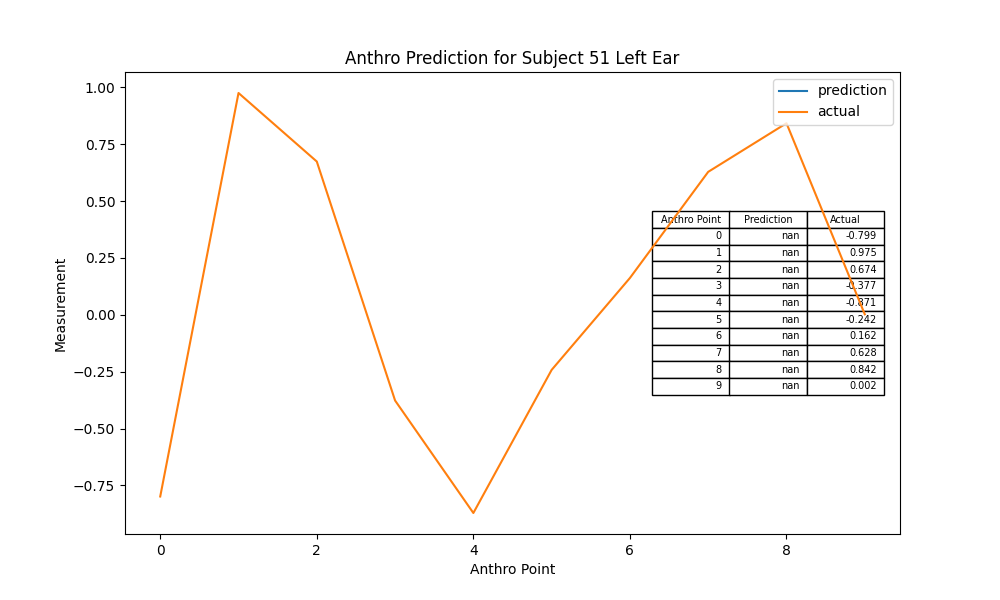 Anthro Prediction for Subject 51 Left Ear
prediction
actual
1.00
0.75
0.50
0.25
0.00
−0.25
−0.50
−0.75
Measurement
Anthro Point Prediction Actual
0 nan -0.799
1 nan 0.975
2 nan 0.674
3 nan -0.377
4 nan -0.871
5 nan -0.242
6 nan 0.162
7 nan 0.628
8 nan 0.842
9 nan 0.002
0 2 4 6 8
Anthro Point